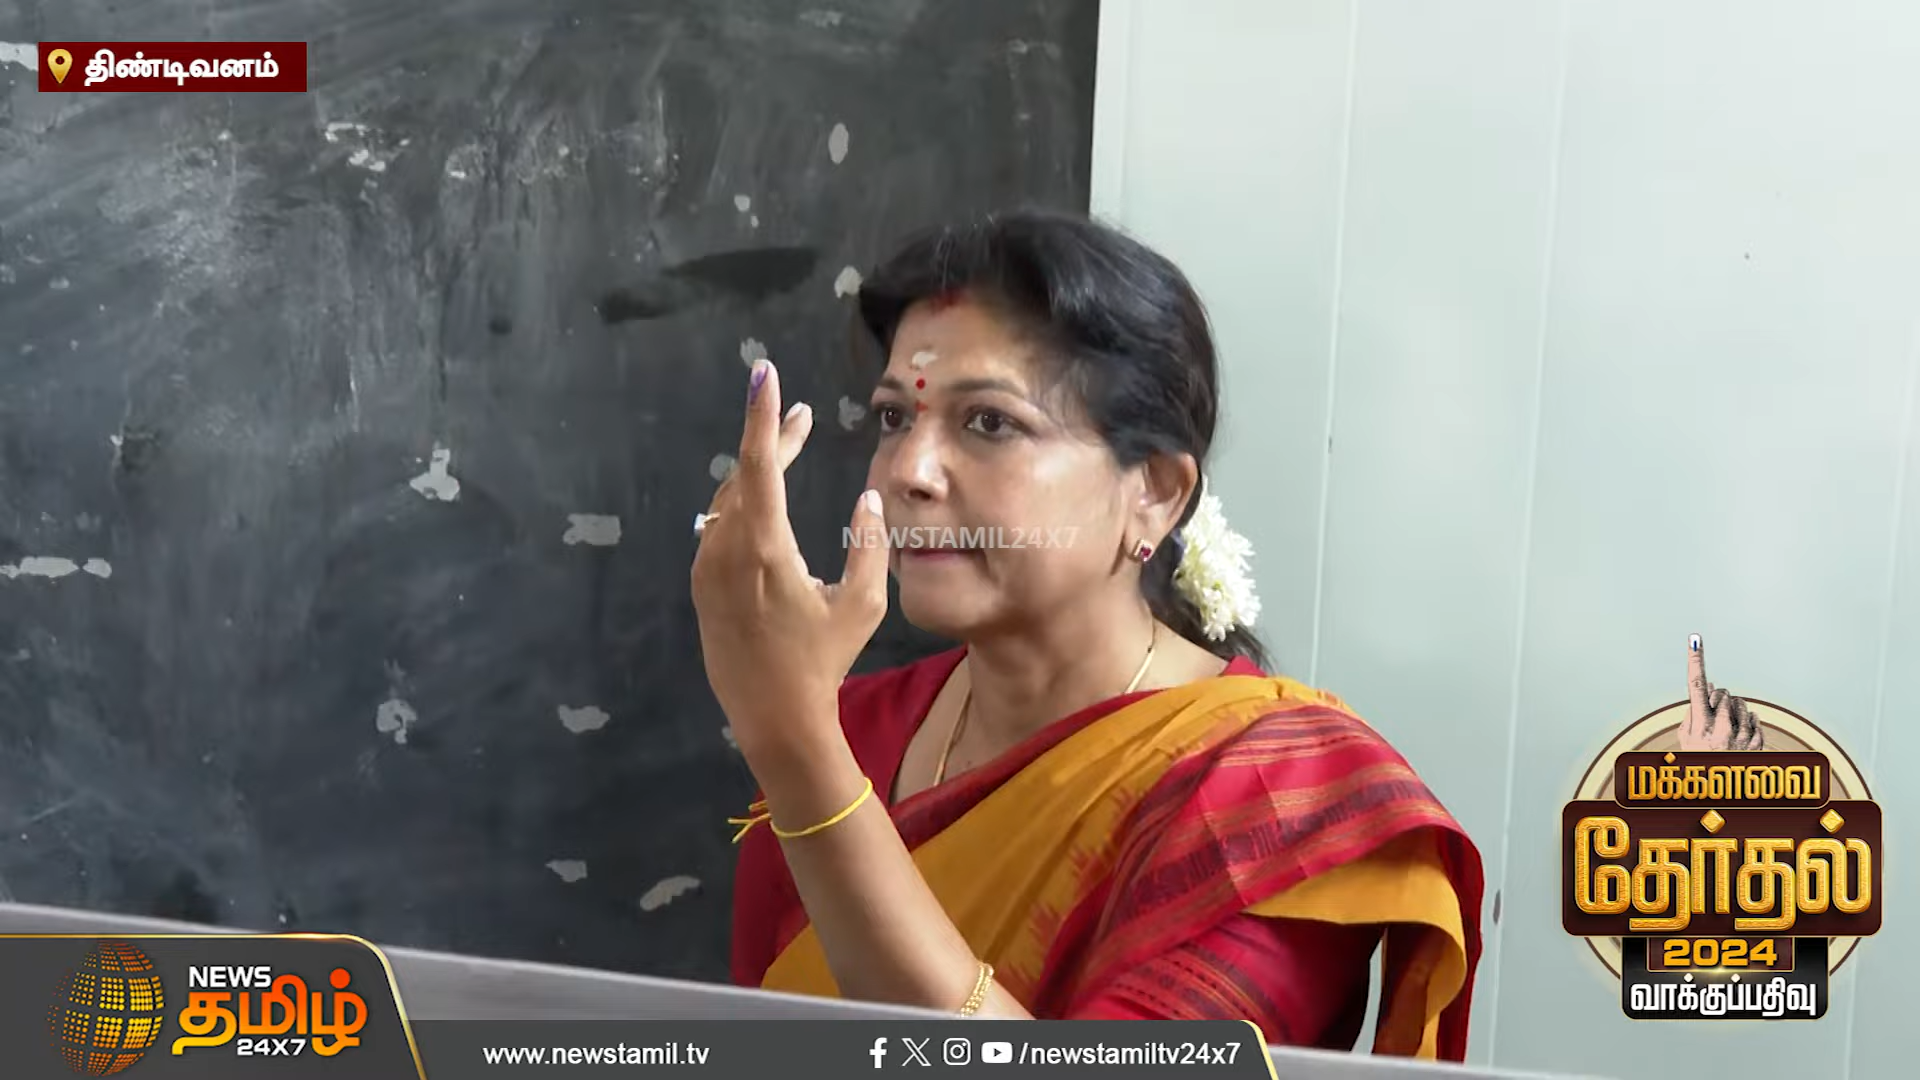 திண்டிவனம்
NEWSTAMIL24X7
மக்களவை
தேர்தல்
2024
வாக்குப்பதிவு
NEWS
தமிழ்
24X7
www.newstamil.tv
/newstamiltv24x7